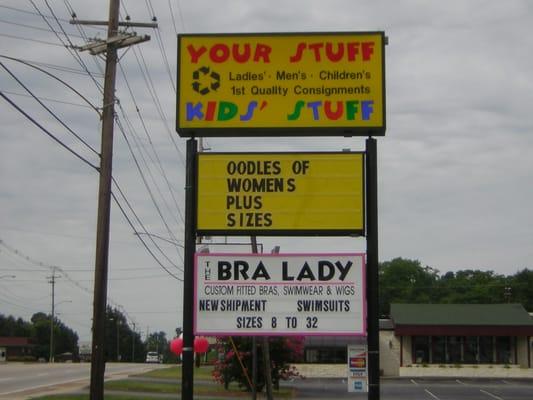 YOUR STUFF
Ladies' · Men's · Children's
1st Quality Consignments
KIDS' STUFF
OODLES OF
WOMENS
PLUS
SIZES
THE BRA LADY
CUSTOM FITTED BRAS, SWIMWEAR & WIGS
NEW SHIPMENT SWIMSUITS
SIZES 8 TO 32